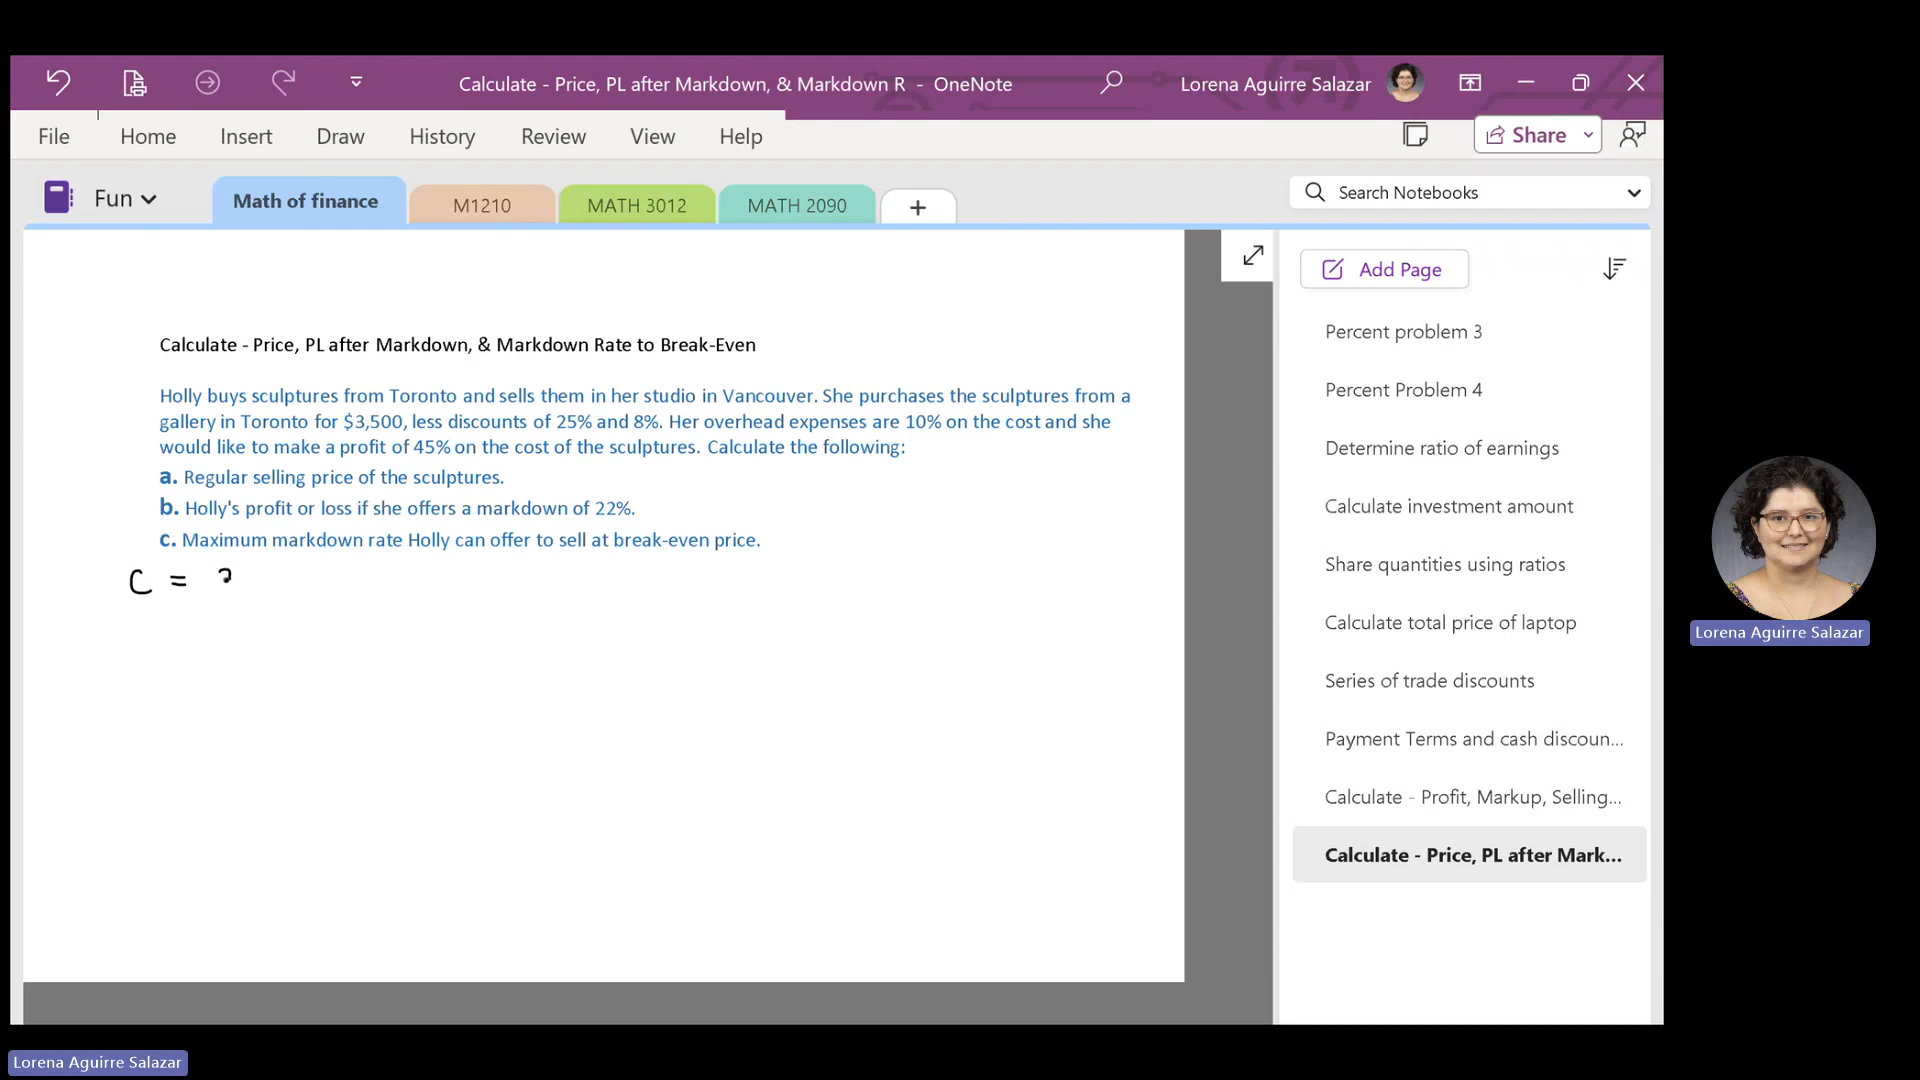 Calculate - Price, PL after Markdown, & Markdown R - OneNote
Lorena Aguirre Salazar
File Home Insert Draw History Review View Help
Share
Fun
Math of finance
M1210
MATH 3012
MATH 2090
+
Search Notebooks
Calculate - Price, PL after Markdown, & Markdown Rate to Break-Even
Holly buys sculptures from Toronto and sells them in her studio in Vancouver. She purchases the sculptures from a
gallery in Toronto for $3,500, less discounts of 25% and 8%. Her overhead expenses are 10% on the cost and she
would like to make a profit of 45% on the cost of the sculptures. Calculate the following:
a. Regular selling price of the sculptures.
b. Holly's profit or loss if she offers a markdown of 22%.
c. Maximum markdown rate Holly can offer to sell at break-even price.
C =
Add Page
Percent problem 3
Percent Problem 4
Determine ratio of earnings
Calculate investment amount
Share quantities using ratios
Calculate total price of laptop
Series of trade discounts
Payment Terms and cash discoun...
Calculate - Profit, Markup, Selling...
Calculate - Price, PL after Mark...
Lorena Aguirre Salazar
Lorena Aguirre Salazar